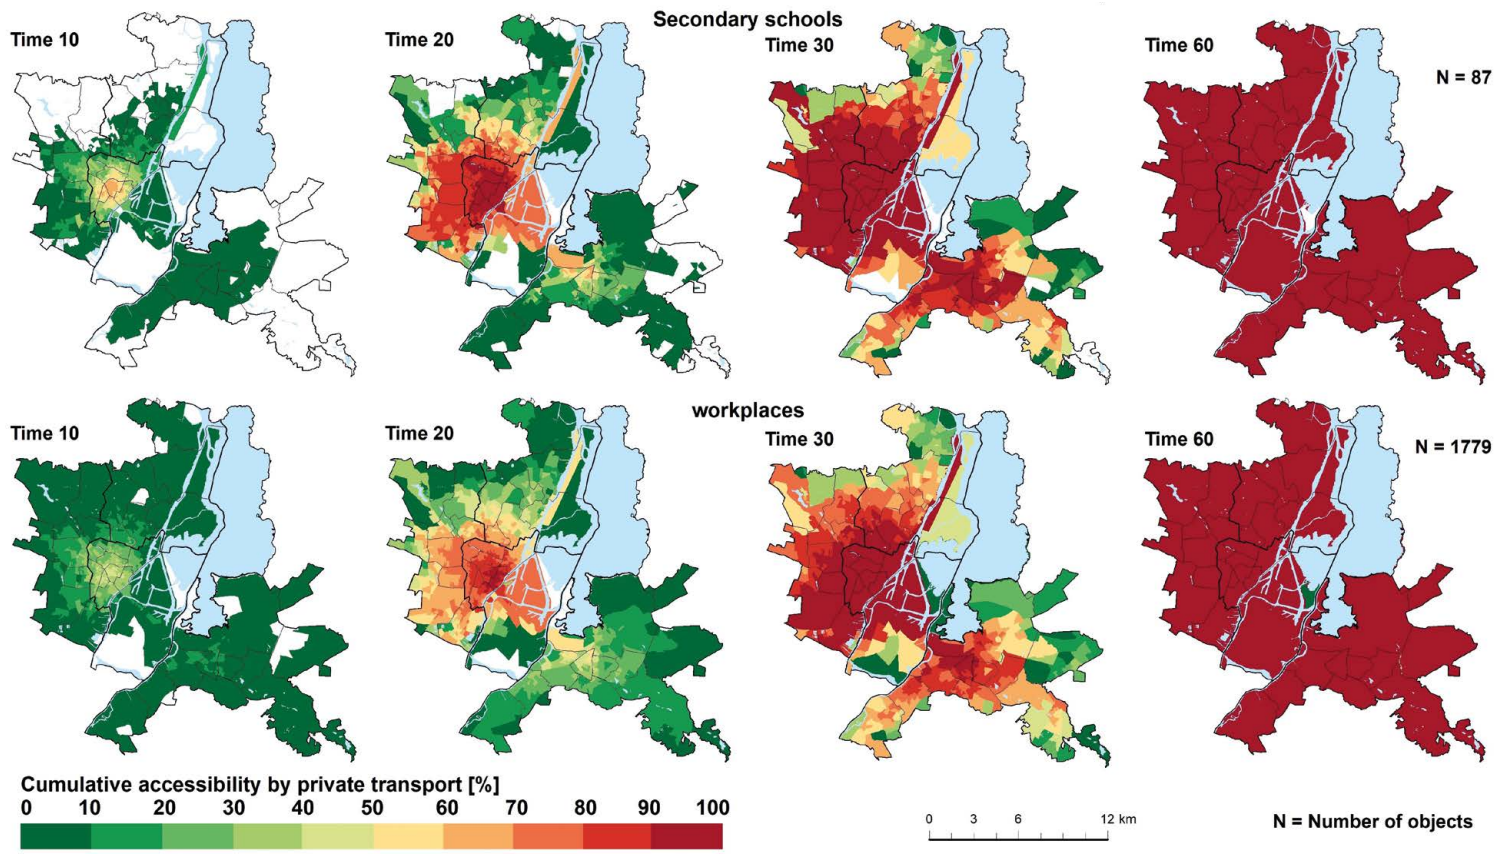 Secondary schools
Time 10
Time 20
Time 30
Time 60
N = 87
workplaces
Time 10
Time 20
Time 30
Time 60
N = 1779
Cumulative accessibility by private transport [%]
0 10 20 30 40 50 60 70 80 90 100
0 3 6 12 km
N = Number of objects